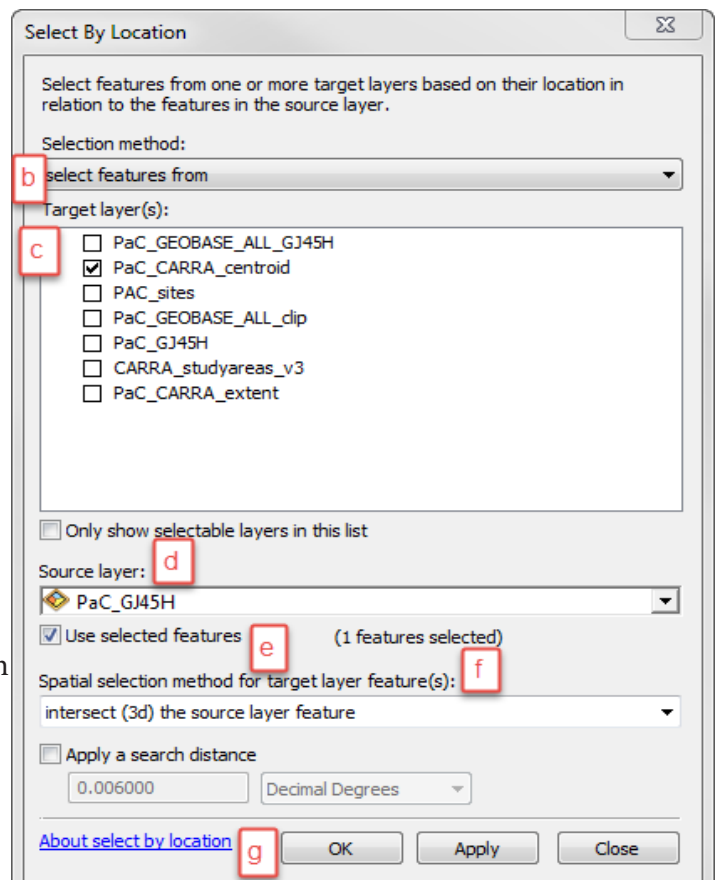 Select By Location
Select features from one or more target layers based on their location in
relation to the features in the source layer.
Selection method:
b
select features from
Target layer(s):
c
PaC_GEOBASE_ALL_GJ45H
PaC_CARRA_centroid
PAC_sites
PaC_GEOBASE_ALL_clip
PaC_GJ45H
CARRA_studyareas_v3
PaC_CARRA_extent
Only show selectable layers in this list
d
Source layer:
PaC_GJ45H
Use selected features e (1 features selected)
Spatial selection method for target layer feature(s): f
intersect (3d) the source layer feature
Apply a search distance
0.006000 Decimal Degrees
About select by location g OK Apply Close